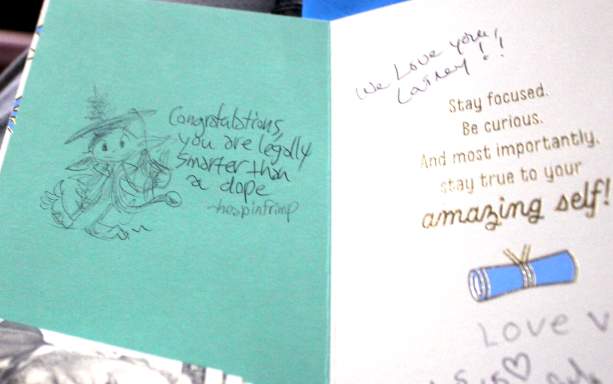 Congratulations,
you are legally
smarter than
a dope
We Love you!!
Stay focused.
Be curious.
And most importantly,
stay true to your
amazing self!
Love